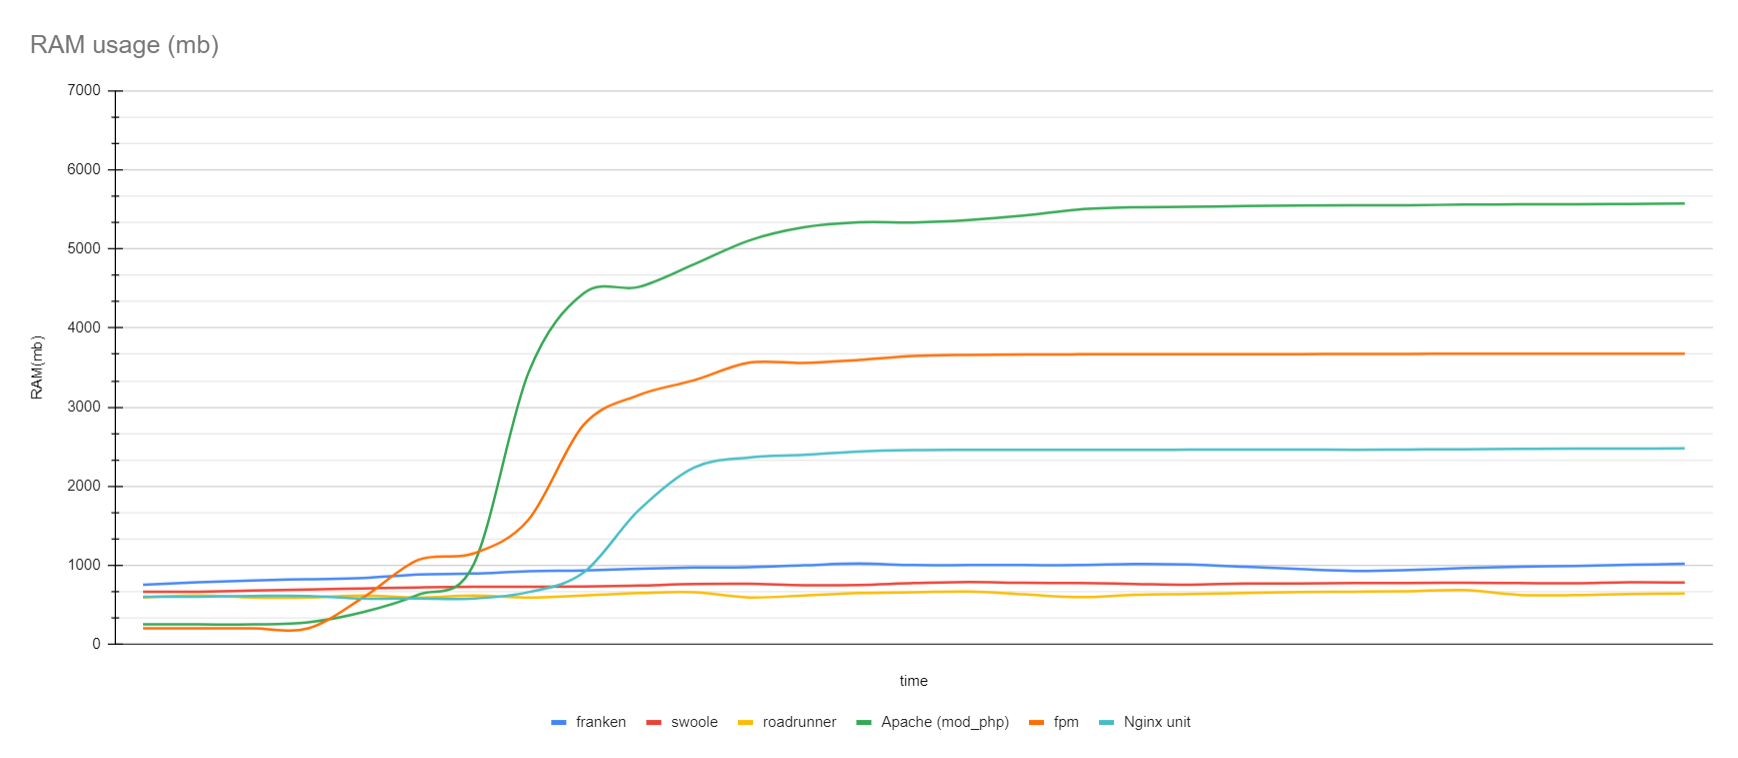 RAM usage (mb)
7000
6000
5000
4000
3000
2000
1000
0
RAM(mb)
time
franken swoole roadrunner Apache (mod_php) fpm Nginx unit